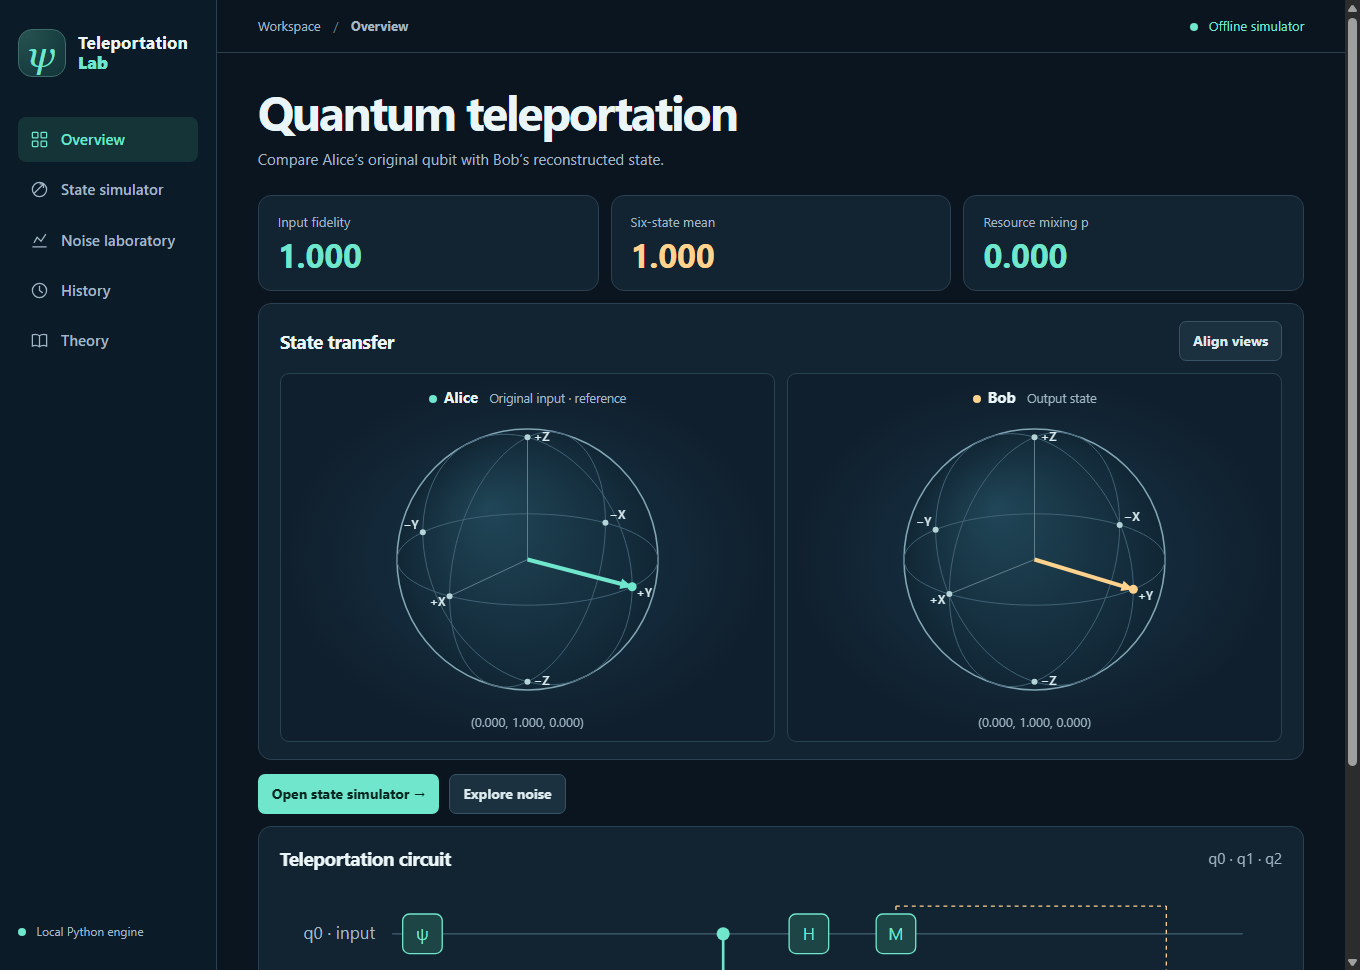 ψ
Teleportation
Lab
Overview
State simulator
Noise laboratory
History
Theory
Local Python engine
Workspace / Overview
Offline simulator
Quantum teleportation
Compare Alice’s original qubit with Bob’s reconstructed state.
Input fidelity
1.000
Six-state mean
1.000
Resource mixing p
0.000
State transfer
Align views
Alice Original input · reference
+Z
−X
−Y
+X
+Y
−Z
(0.000, 1.000, 0.000)
Bob Output state
+Z
−X
−Y
+X
+Y
−Z
(0.000, 1.000, 0.000)
Open state simulator →
Explore noise
Teleportation circuit
q0 · q1 · q2
q0 · input
ψ
H
M